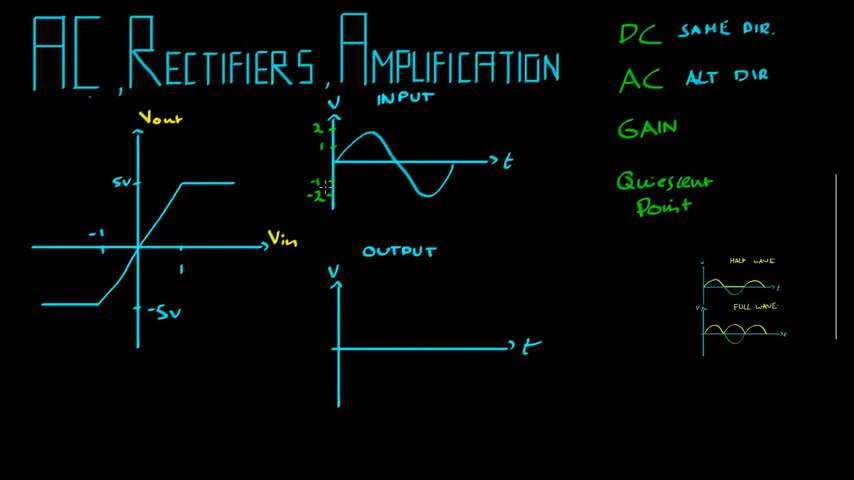 AC, RECTIFIERS, AMPLIFICATION
DC SAME DIR.
AC ALT DIR
GAIN
Quiescent
Point
Vout
5v
-1
1
Vin
-5v
INPUT
V
2
1
-1
-2
t
OUTPUT
V
t
HALF WAVE
V
t
FULL WAVE
V
t